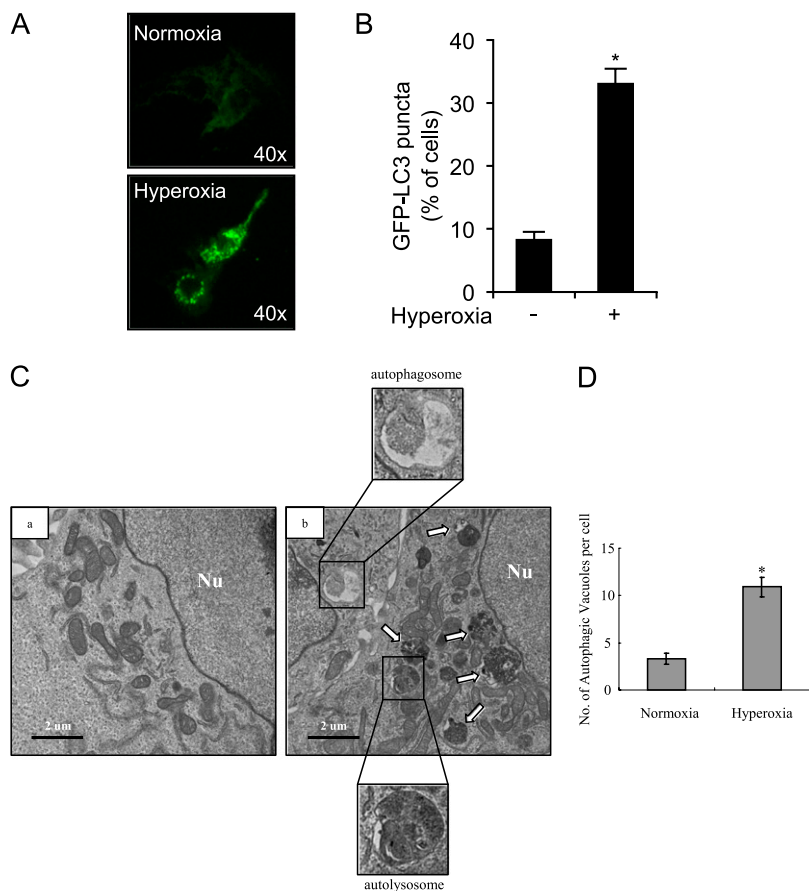 A
Normoxia
40x
Hyperoxia
40x
B
GFP-LC3 puncta
(% of cells)
40
30
20
10
0
Hyperoxia - +
*
C
autophagosome
a
Nu
2 um
b
Nu
2 um
autolysosome
D
No. of Autophagic Vacuoles per cell
15
10
5
0
*
Normoxia Hyperoxia